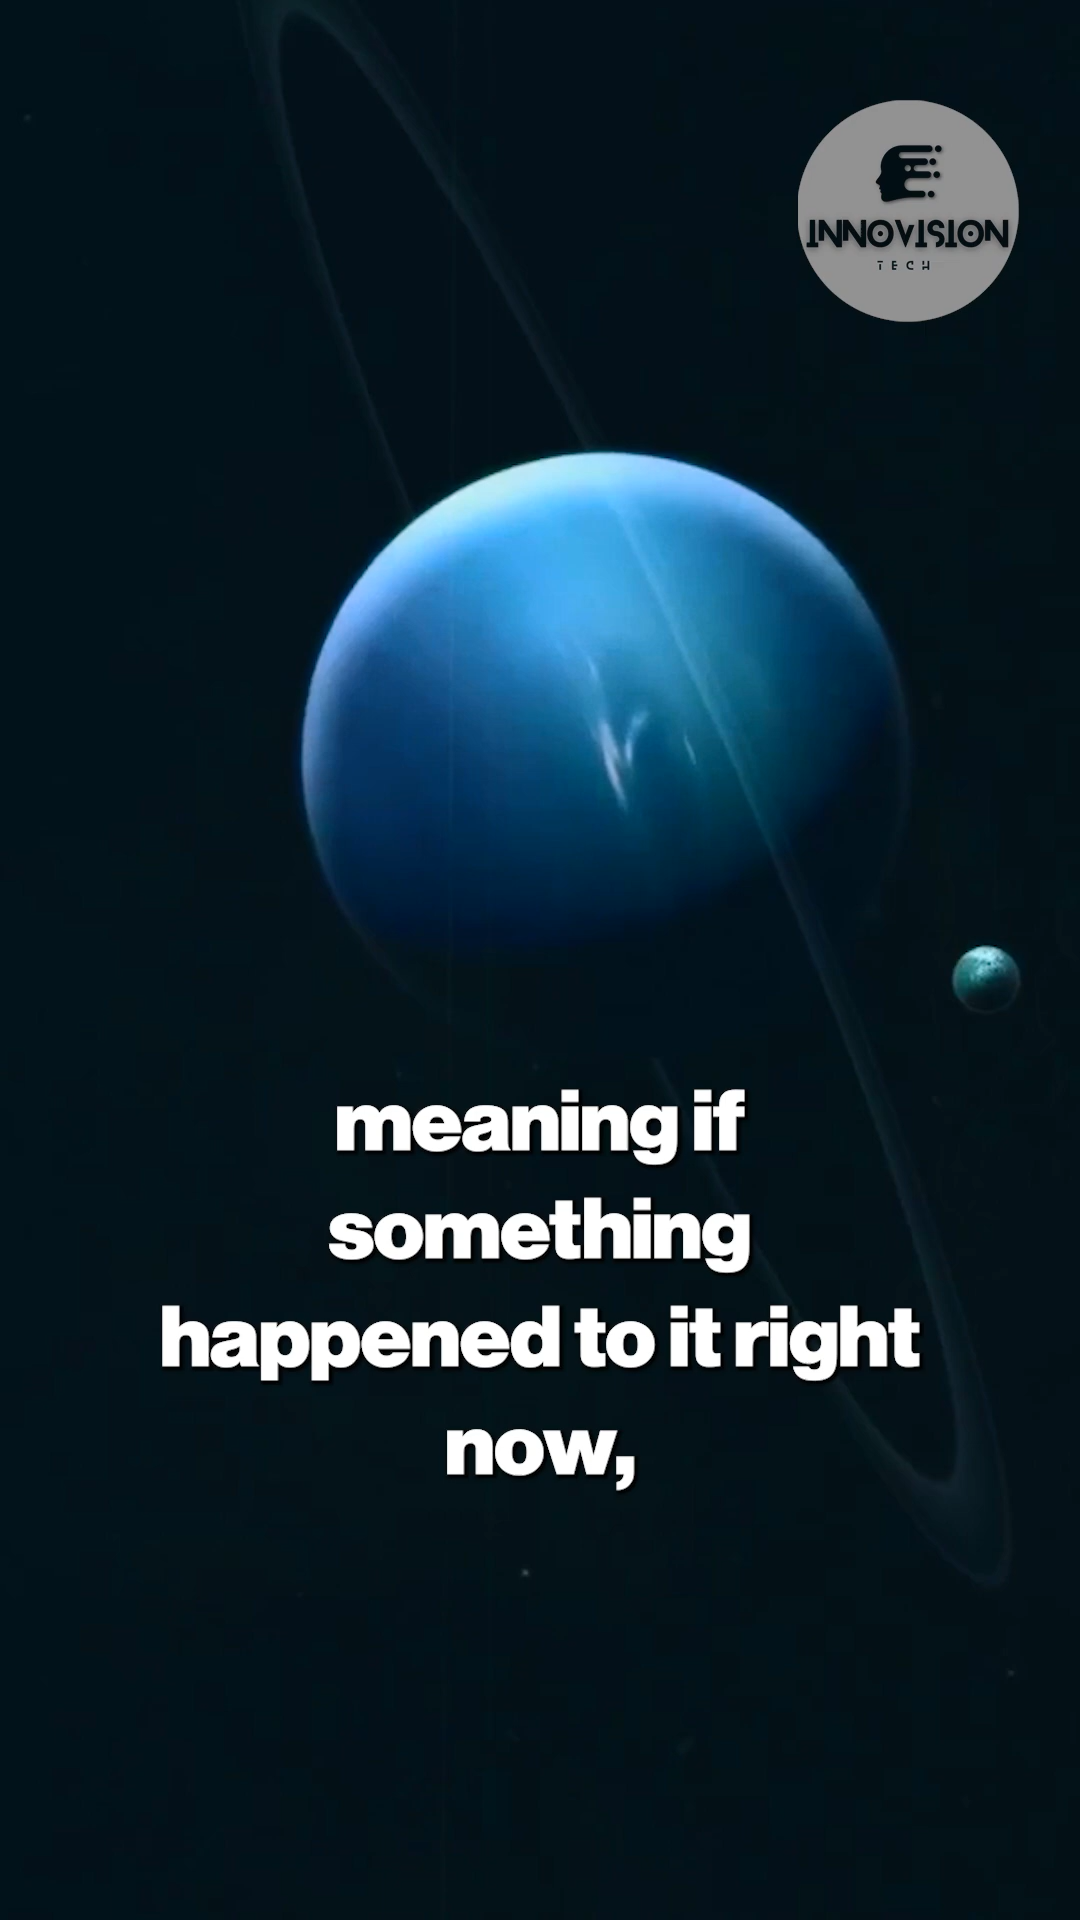 INNOVISION
TECH
meaning if
something
happened to it right
now,